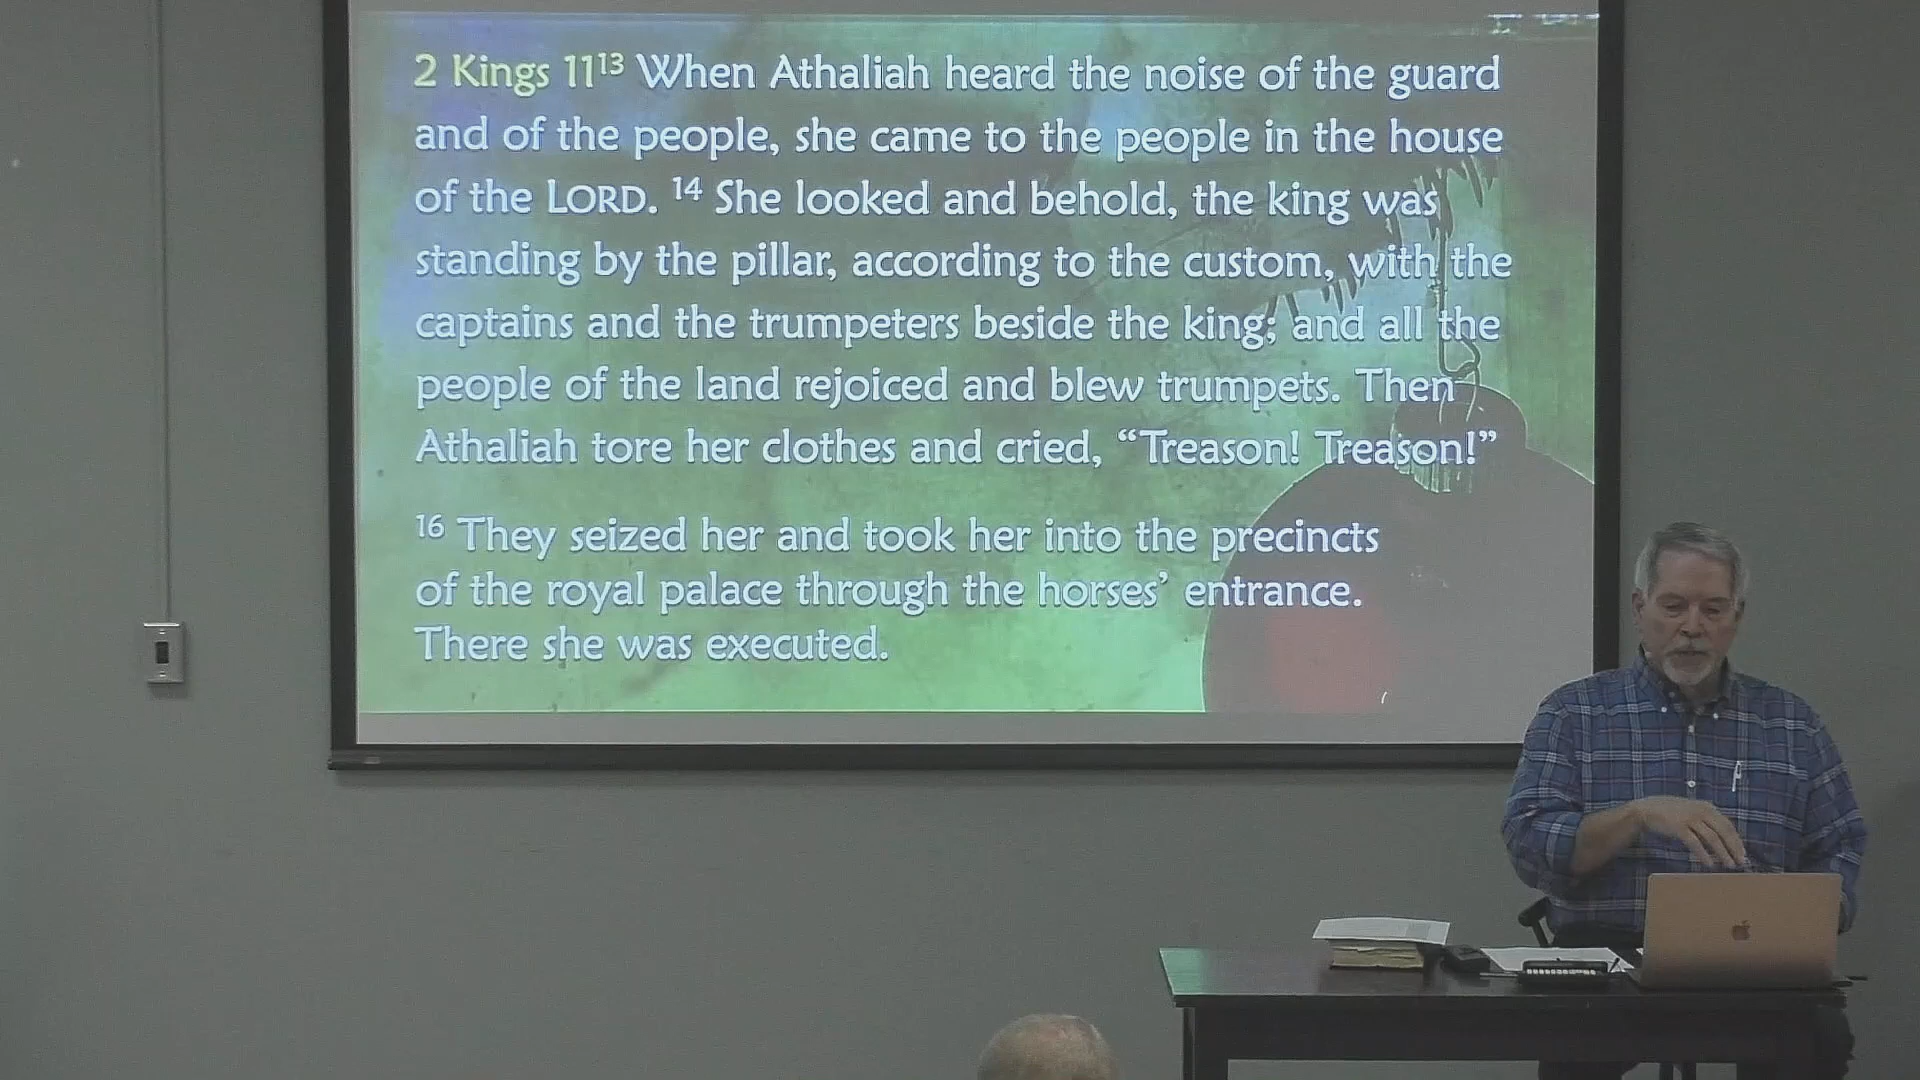 2 Kings 11¹³ When Athaliah heard the noise of the guard
and of the people, she came to the people in the house
of the LORD. ¹⁴ She looked and behold, the king was
standing by the pillar, according to the custom, with the
captains and the trumpeters beside the king; and all the
people of the land rejoiced and blew trumpets. Then
Athaliah tore her clothes and cried, “Treason! Treason!”
¹⁶ They seized her and took her into the precincts
of the royal palace through the horses’ entrance.
There she was executed.